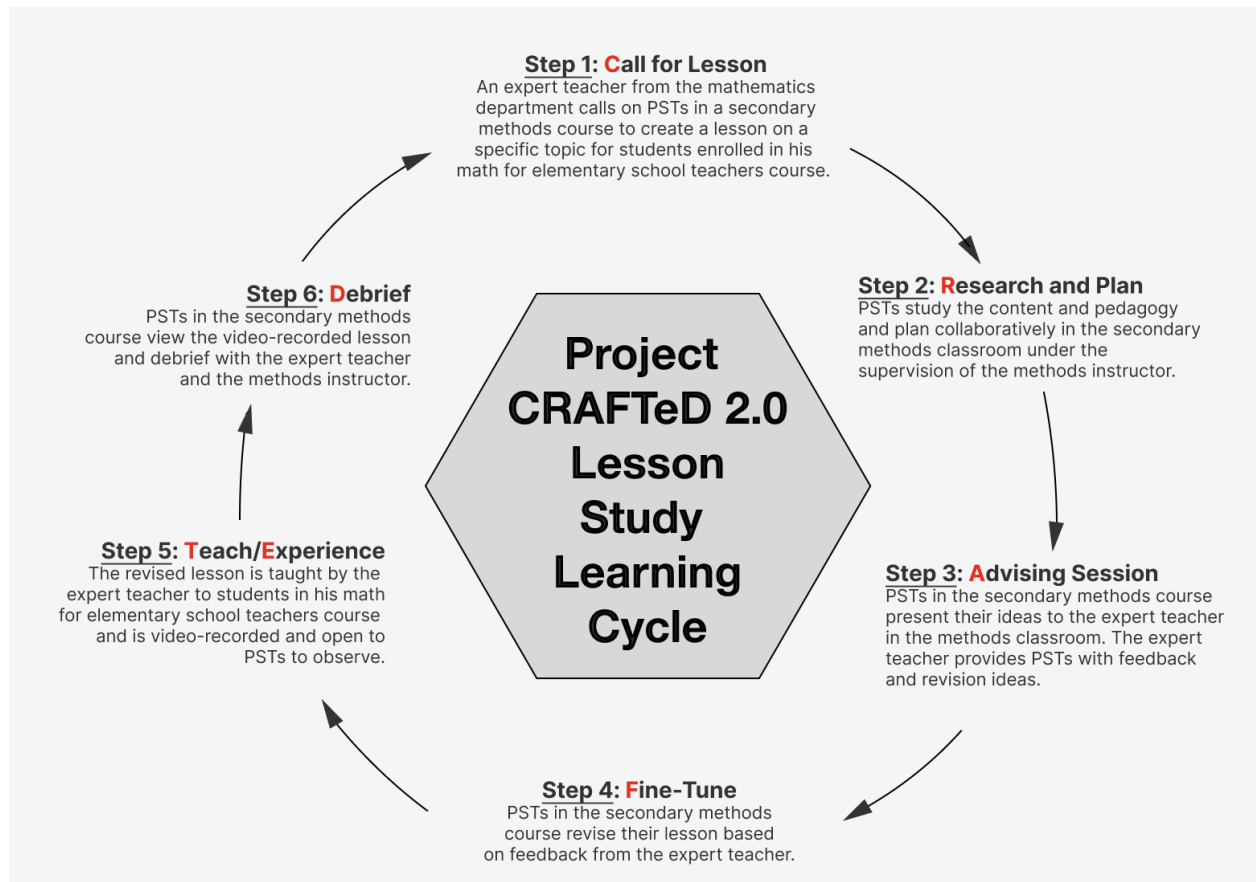 Step 1: Call for Lesson
An expert teacher from the mathematics
department calls on PSTs in a secondary
methods course to create a lesson on a
specific topic for students enrolled in his
math for elementary school teachers course.
Step 2: Research and Plan
PSTs study the content and pedagogy
and plan collaboratively in the secondary
methods classroom under the
supervision of the methods instructor.
Step 3: Advising Session
PSTs in the secondary methods course
present their ideas to the expert teacher
in the methods classroom. The expert
teacher provides PSTs with feedback
and revision ideas.
Step 4: Fine-Tune
PSTs in the secondary methods
course revise their lesson based
on feedback from the expert teacher.
Step 5: Teach/Experience
The revised lesson is taught by the
expert teacher to students in his math
for elementary school teachers course
and is video-recorded and open to
PSTs to observe.
Step 6: Debrief
PSTs in the secondary methods
course view the video-recorded lesson
and debrief with the expert teacher
and the methods instructor.
Project
CRAFTeD 2.0
Lesson
Study
Learning
Cycle